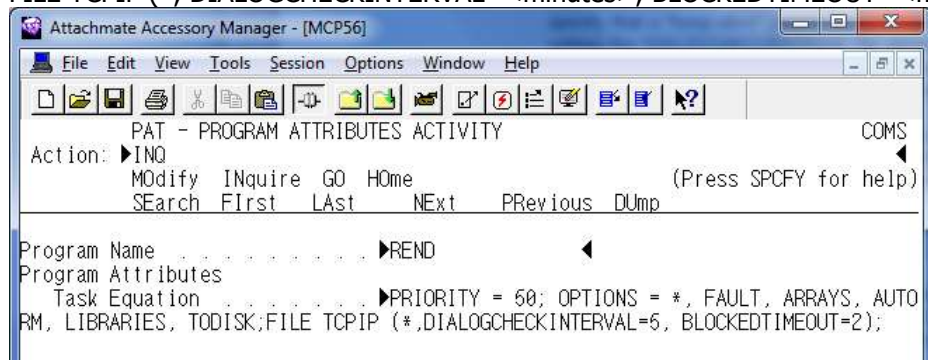 FILE TCPIP (*, DIALOGCHECKINTERVAL = <minutes>, BLOCKEDTIMEOUT
Attachmate Accessory Manager - [MCP56]
File Edit View Tools Session Options Window Help
PAT - PROGRAM ATTRIBUTES ACTIVITY COMS
Action: ▶INQ ◀
MOdify INquire GO HOme (Press SPCFY for help)
SEarch FIrst LAst NExt PRevious DUmp
Program Name . . . . . . . . . ▶REND ◀
Program Attributes
Task Equation . . . . . . . ▶PRIORITY = 50; OPTIONS = *, FAULT, ARRAYS, AUTO
RM, LIBRARIES, TODISK;FILE TCPIP (*,DIALOGCHECKINTERVAL=5, BLOCKEDTIMEOUT=2);